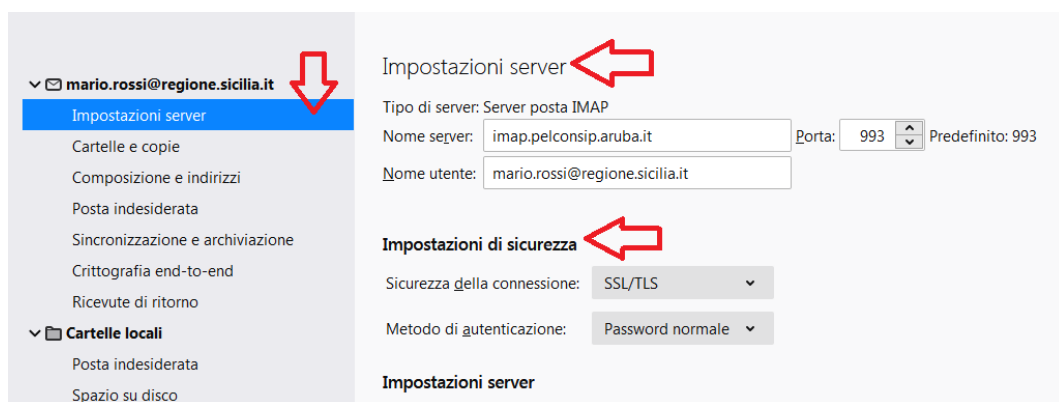 mario.rossi@regione.sicilia.it
Impostazioni server
Cartelle e copie
Composizione e indirizzi
Posta indesiderata
Sincronizzazione e archiviazione
Crittografia end-to-end
Ricevute di ritorno
Cartelle locali
Posta indesiderata
Spazio su disco
Impostazioni server
Tipo di server: Server posta IMAP
Nome server: imap.pelconsip.aruba.it Porta: 993 Predefinito: 993
Nome utente: mario.rossi@regione.sicilia.it
Impostazioni di sicurezza
Sicurezza della connessione: SSL/TLS
Metodo di autenticazione: Password normale
Impostazioni server